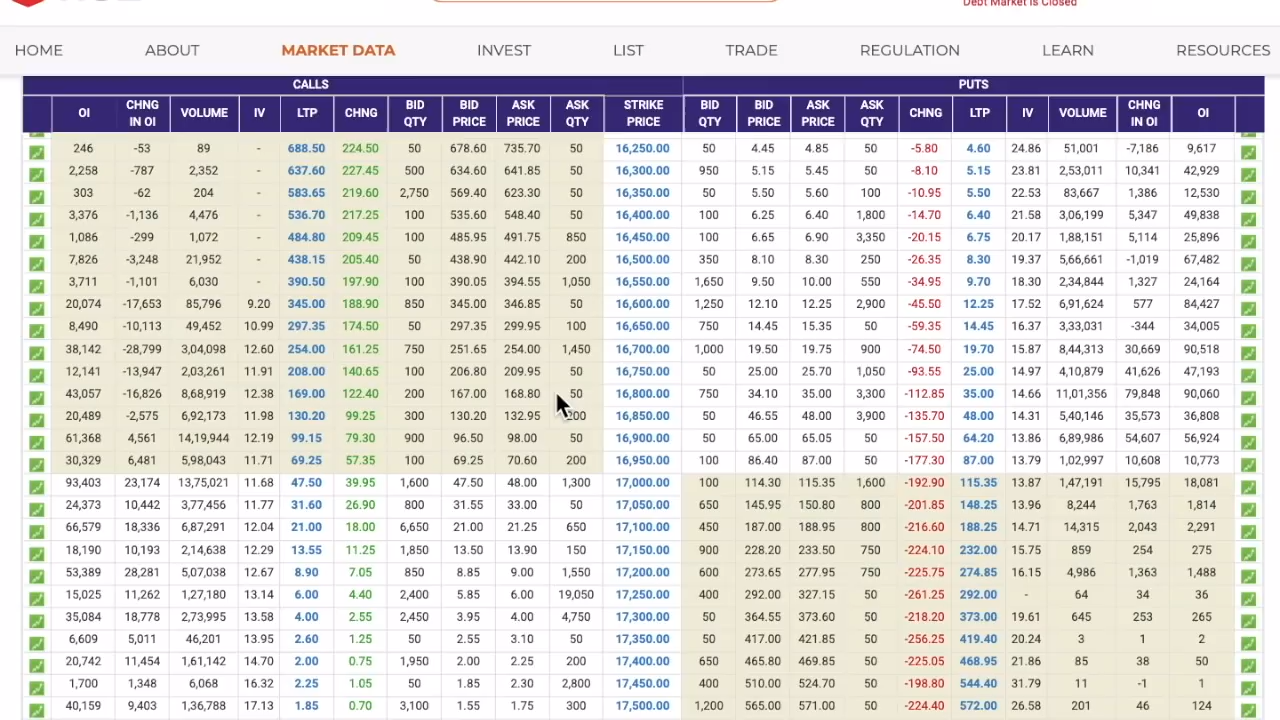 Debt Market is Closed
HOME ABOUT MARKET DATA INVEST LIST TRADE REGULATION LEARN RESOURCES
CALLS PUTS
OI CHNG IN OI VOLUME IV LTP CHNG BID QTY BID PRICE ASK PRICE ASK QTY STRIKE PRICE BID QTY BID PRICE ASK PRICE ASK QTY CHNG LTP IV VOLUME CHNG IN OI OI
246 -53 89 - 688.50 224.50 50 678.60 735.70 50 16,250.00 50 4.45 4.85 50 -5.80 4.60 24.86 51,001 -7,186 9,617
2,258 -787 2,352 - 637.60 227.45 500 634.60 641.85 50 16,300.00 950 5.15 5.45 50 -8.10 5.15 23.81 2,53,011 10,341 42,929
303 -62 204 - 583.65 219.60 2,750 569.40 623.30 50 16,350.00 50 5.50 5.60 100 -10.95 5.50 22.53 83,667 1,386 12,530
3,376 -1,136 4,476 - 536.70 217.25 100 535.60 548.40 50 16,400.00 100 6.25 6.40 1,800 -14.70 6.40 21.58 3,06,199 5,347 49,838
1,086 -299 1,072 - 484.80 209.45 100 485.95 491.75 850 16,450.00 100 6.65 6.90 3,350 -20.15 6.75 20.17 1,88,151 5,114 25,896
7,826 -3,248 21,952 - 438.15 205.40 50 438.90 442.10 200 16,500.00 350 8.10 8.30 250 -26.35 8.30 19.37 5,66,661 -1,019 67,482
3,711 -1,101 6,030 - 390.50 197.90 100 390.05 394.55 1,050 16,550.00 1,650 9.50 10.00 550 -34.95 9.70 18.30 2,34,844 1,327 24,164
20,074 -17,653 85,796 9.20 345.00 188.90 850 345.00 346.85 50 16,600.00 1,250 12.10 12.25 2,900 -45.50 12.25 17.52 6,91,624 577 84,427
8,490 -10,113 49,452 10.99 297.35 174.50 50 297.35 299.95 100 16,650.00 750 14.45 15.35 50 -59.35 14.45 16.37 3,33,031 -344 34,005
38,142 -28,799 3,04,098 12.60 254.00 161.25 750 251.65 254.00 1,450 16,700.00 1,000 19.50 19.75 900 -74.50 19.70 15.87 8,44,313 30,669 90,518
12,141 -13,947 2,03,261 11.91 208.00 140.65 100 206.80 209.95 100 16,750.00 50 25.00 25.70 1,050 -93.55 25.00 14.97 4,10,879 41,626 47,193
43,057 -16,826 8,68,919 12.38 169.00 122.40 200 167.00 168.80 50 16,800.00 750 34.10 35.00 3,300 -112.85 35.00 14.66 11,01,356 79,848 90,060
20,489 -2,575 6,92,173 11.98 130.20 99.25 300 130.20 132.95 200 16,850.00 50 46.55 48.00 3,900 -135.70 48.00 14.31 5,40,146 35,573 36,808
61,368 4,561 14,19,944 12.19 99.15 79.30 900 96.50 98.00 50 16,900.00 50 65.00 65.05 50 -157.50 64.20 13.86 6,89,986 54,607 56,924
30,329 6,481 5,98,043 11.71 69.25 57.35 100 69.25 70.60 200 16,950.00 100 86.40 87.00 50 -177.30 87.00 13.79 1,02,997 10,608 10,773
93,403 23,174 13,75,021 11.68 47.50 39.95 1,600 47.50 48.00 1,300 17,000.00 100 114.30 115.35 1,600 -192.90 115.35 13.87 1,47,191 15,795 18,081
24,373 10,442 3,77,456 11.77 31.60 26.90 800 31.55 33.00 50 17,050.00 650 145.95 150.80 800 -201.85 148.25 13.96 8,244 1,763 1,814
66,579 18,336 6,87,291 12.04 21.00 18.00 6,650 21.00 21.25 650 17,100.00 450 187.00 188.95 800 -216.60 188.25 14.71 14,315 2,043 2,291
18,190 10,193 2,14,638 12.29 13.55 11.25 1,850 13.50 13.90 150 17,150.00 900 228.20 233.50 750 -224.10 232.00 15.75 859 254 275
53,389 28,281 5,07,038 12.67 8.90 7.05 850 8.85 9.00 1,550 17,200.00 600 273.65 277.95 750 -225.75 274.85 16.15 4,986 1,363 1,488
15,025 11,262 1,27,180 13.14 6.00 4.40 2,400 5.85 6.00 19,050 17,250.00 400 292.00 327.15 50 -261.25 292.00 - 64 34 36
35,084 18,778 2,73,995 13.58 4.00 2.55 2,450 3.95 4.00 4,750 17,300.00 50 364.55 373.60 50 -218.20 373.00 19.61 645 253 265
6,609 5,011 46,201 13.95 2.60 1.25 50 2.55 3.10 50 17,350.00 50 417.00 421.85 50 -256.25 419.40 20.24 3 1 2
20,742 11,454 1,61,142 14.70 2.00 0.75 1,950 2.00 2.25 200 17,400.00 650 465.80 469.85 50 -225.05 468.95 21.86 85 38 50
1,700 1,348 6,068 16.32 2.25 1.05 50 1.85 2.30 2,800 17,450.00 400 510.00 524.70 50 -198.80 544.40 31.79 11 -1 1
40,159 9,403 1,36,788 17.13 1.85 0.70 3,100 1.55 1.75 300 17,500.00 1,200 565.00 571.00 50 -224.40 572.00 26.58 201 46 124